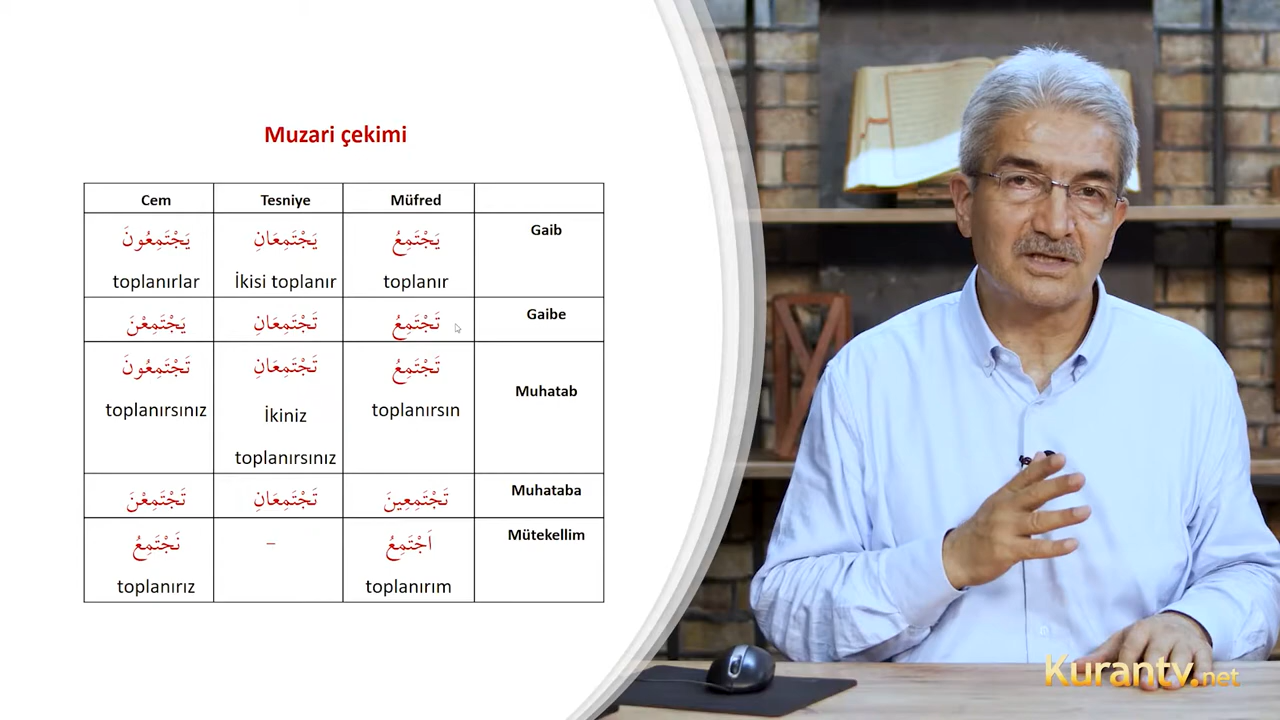 Muzari çekimi
Cem Tesniye Müfred
يَجْتَمِعُونَ يَجْتَمِعَانِ يَجْتَمِعُ Gaib
toplanırlar İkisi toplanır toplanır
يَجْتَمِعْنَ تَجْتَمِعَانِ تَجْتَمِعُ Gaibe
تَجْتَمِعُونَ تَجْتَمِعَانِ تَجْتَمِعُ Muhatab
toplanırsınız İkiniz toplanırsın
toplanırsınız
تَجْتَمِعْنَ تَجْتَمِعَانِ تَجْتَمِعِينَ Muhataba
نَجْتَمِعُ – اَجْتَمِعُ Mütekellim
toplanırız toplanırım
Kurantv.net